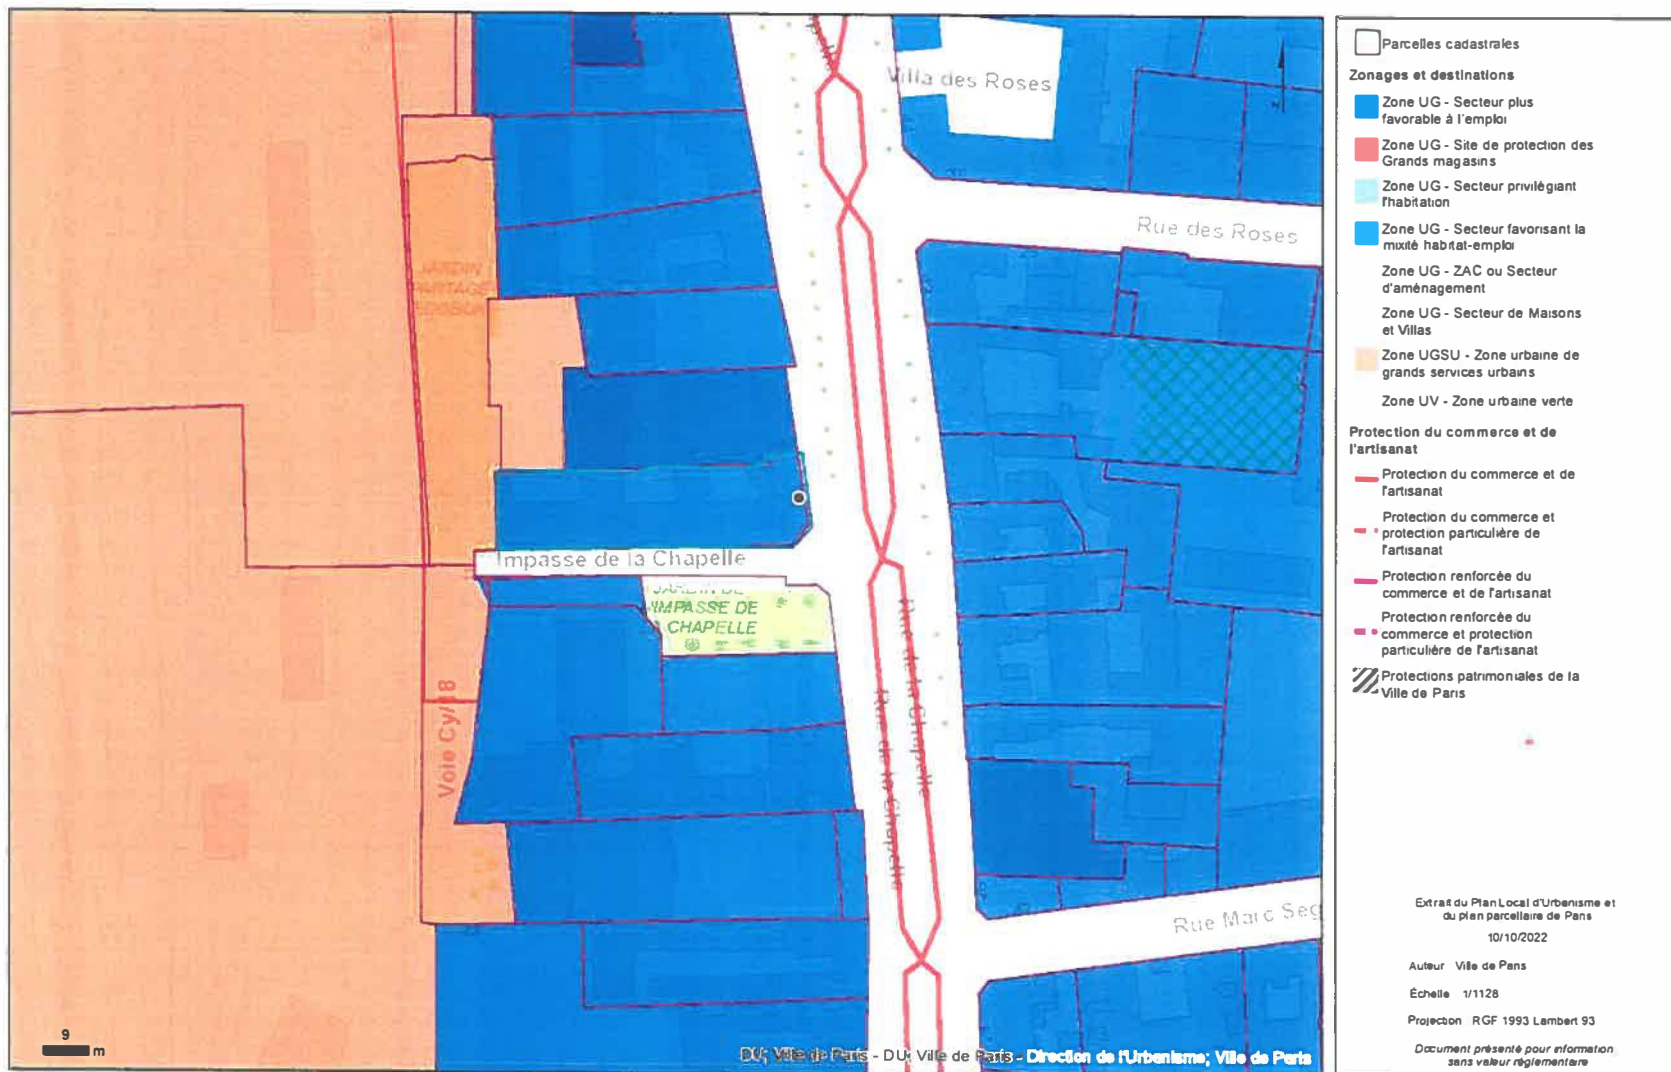 Villa des Roses
Rue des Roses
JARDIN
PARTAGE
Impasse de la Chapelle
JARDIN DE
L'IMPASSE DE
LA CHAPELLE
Rue de la Chapelle
Rue de la Chapelle
Voie Cy/18
Rue Marc Seg
9
m
DU; Ville de Paris - DU; Ville de Paris - Direction de l'Urbanisme; Ville de Paris
Parcelles cadastrales
Zonages et destinations
Zone UG - Secteur plus
favorable à l'emploi
Zone UG - Site de protection des
Grands magasins
Zone UG - Secteur privilégiant
l'habitation
Zone UG - Secteur favorisant la
mixité habitat-emploi
Zone UG - ZAC ou Secteur
d'aménagement
Zone UG - Secteur de Maisons
et Villas
Zone UGSU - Zone urbaine de
grands services urbains
Zone UV - Zone urbaine verte
Protection du commerce et de
l'artisanat
Protection du commerce et de
l'artisanat
Protection du commerce et
protection particulière de
l'artisanat
Protection renforcée du
commerce et de l'artisanat
Protection renforcée du
commerce et protection
particulière de l'artisanat
Protections patrimoniales de la
Ville de Paris
Extrait du Plan Local d'Urbanisme et
du plan parcellaire de Paris
10/10/2022
Auteur Ville de Paris
Échelle 1/1128
Projection RGF 1993 Lambert 93
Document présenté pour information
sans valeur règlementaire